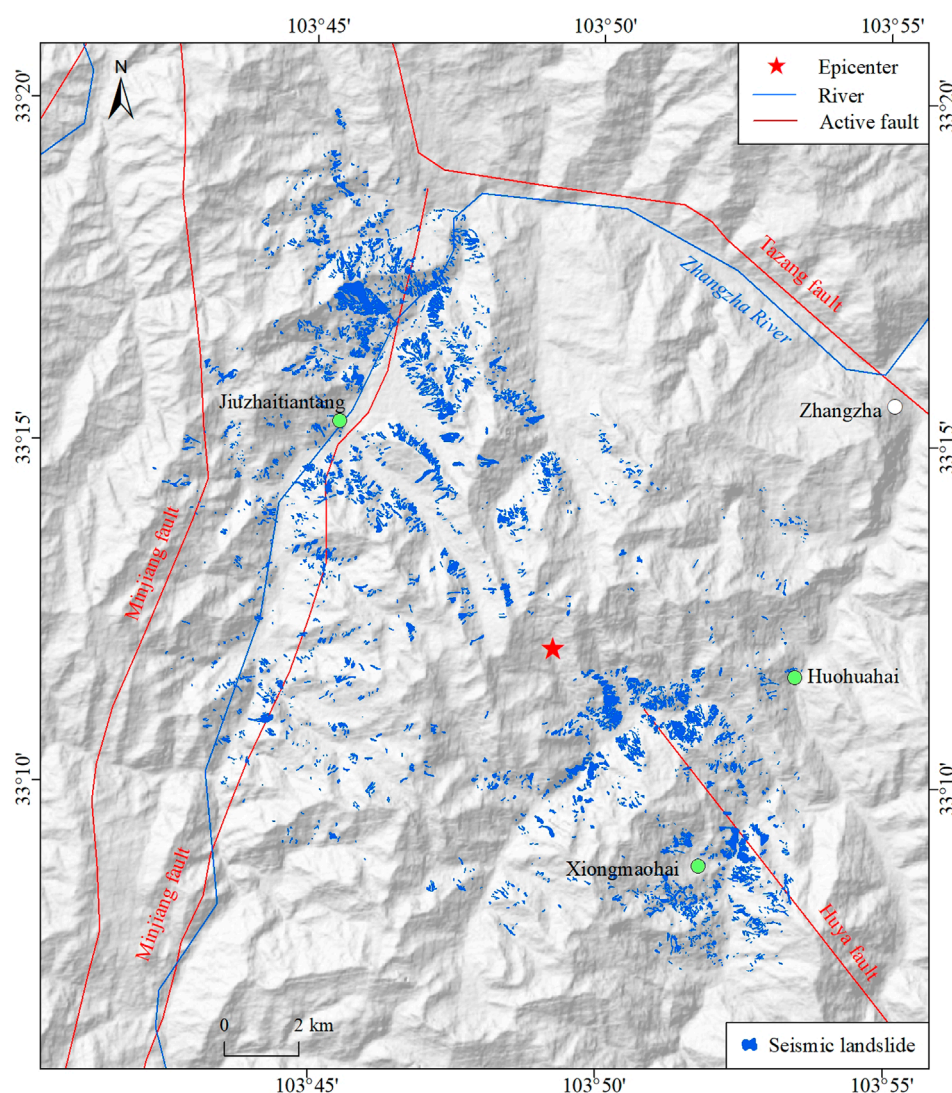 103°45'
103°50'
103°55'
33°20'
33°20'
N
Epicenter
River
Active fault
Tazang fault
Zhangzha River
Jiuzhaitiantang
Zhangzha
33°15'
33°15'
Minjiang fault
Huohuahai
33°10'
33°10'
Xiongmaohai
Minjiang fault
Huya fault
0 2 km
Seismic landslide
103°45'
103°50'
103°55'